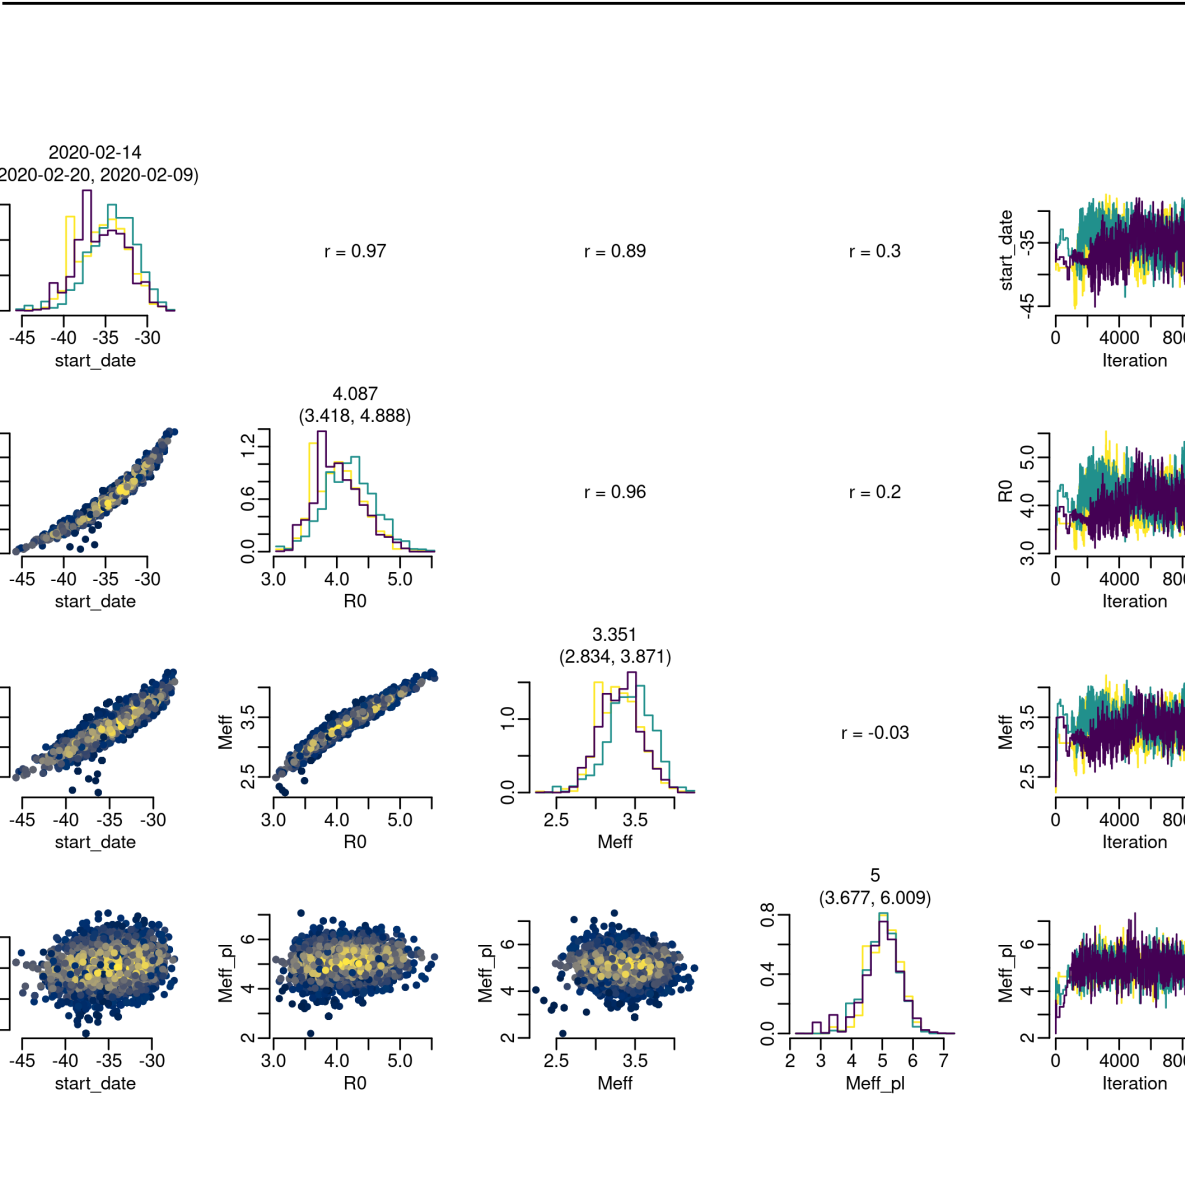 2020-02-14
2020-02-20, 2020-02-09)
r = 0.97
r = 0.89
r = 0.3
start_date
-35
-45
-45 -40 -35 -30
start_date
0 4000
Iteration
4.087
(3.418, 4.888)
r = 0.96
r = 0.2
1.2
0.6
0.0
R0
5.0
4.0
3.0
-45 -40 -35 -30
start_date
3.0 4.0 5.0
R0
0 4000
Iteration
3.351
(2.834, 3.871)
r = -0.03
Meff
3.5
2.5
1.0
0.0
Meff
3.5
2.5
-45 -40 -35 -30
start_date
3.0 4.0 5.0
R0
2.5 3.5
Meff
0 4000
Iteration
5
(3.677, 6.009)
Meff_pl
6
4
2
Meff_pl
6
4
2
0.8
0.4
0.0
Meff_pl
6
4
2
-45 -40 -35 -30
start_date
3.0 4.0 5.0
R0
2.5 3.5
Meff
2 3 4 5 6 7
Meff_pl
0 4000
Iteration